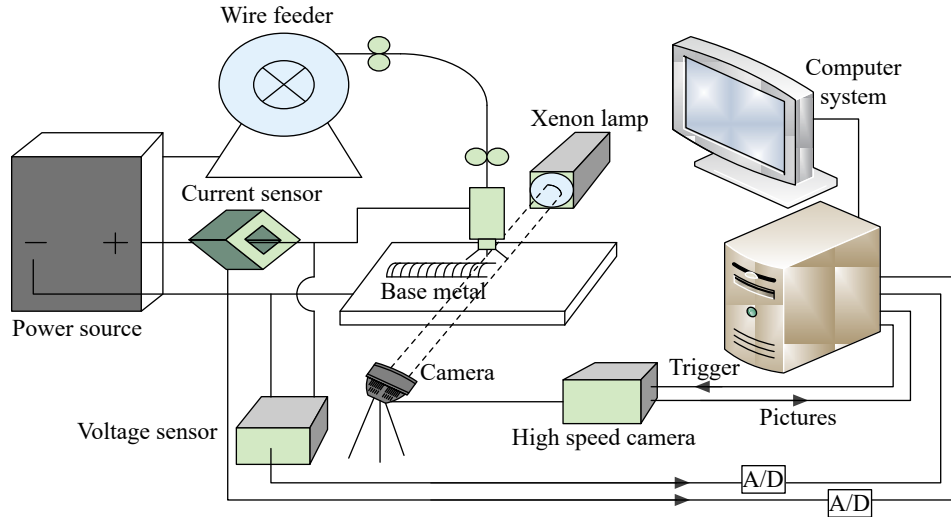 Wire feeder
Computer
system
Xenon lamp
Current sensor
Base metal
Power source
Camera
Trigger
Pictures
High speed camera
Voltage sensor
A/D
A/D